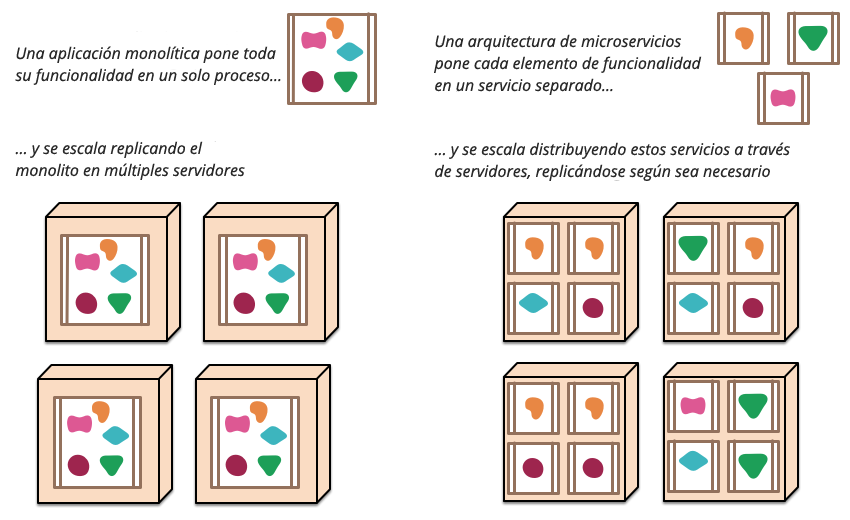 Una aplicación monolítica pone toda
su funcionalidad en un solo proceso...
... y se escala replicando el
monolito en múltiples servidores
Una arquitectura de microservicios
pone cada elemento de funcionalidad
en un servicio separado...
... y se escala distribuyendo estos servicios a través
de servidores, replicándose según sea necesario